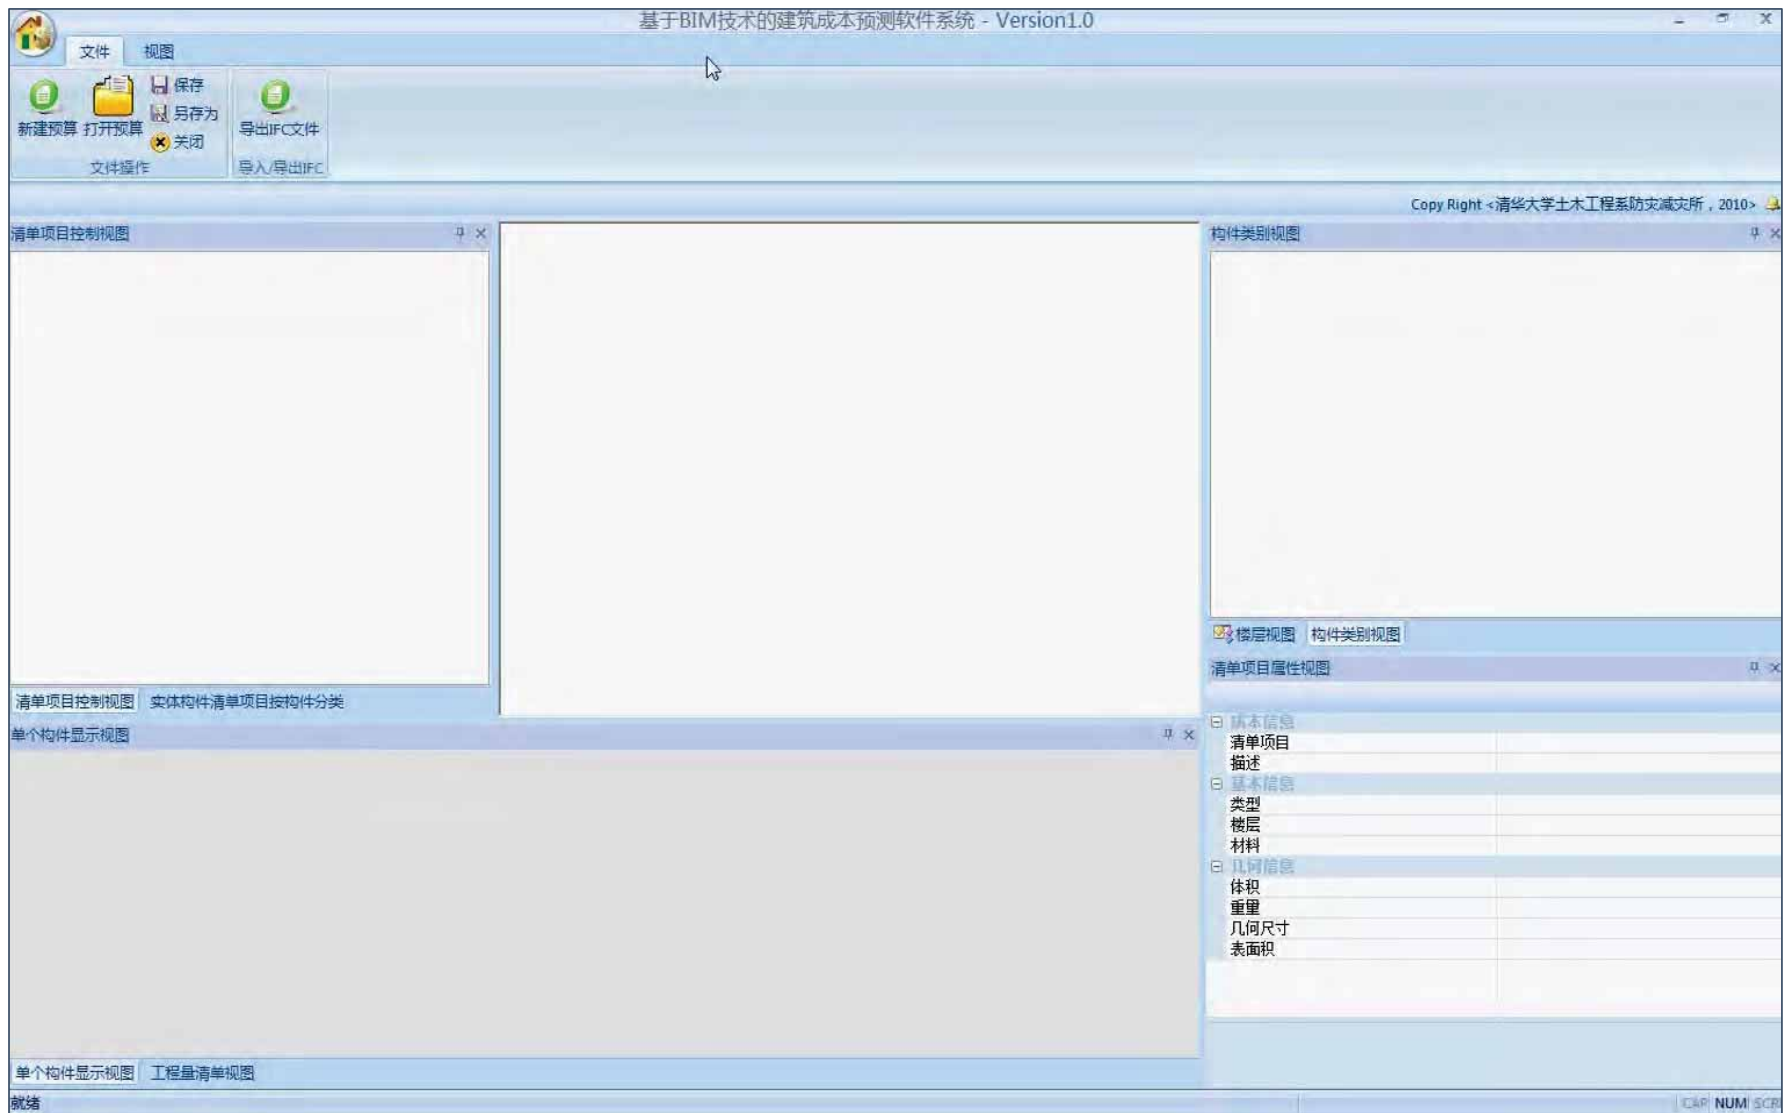 基于BIM技术的建筑成本预测软件系统 - Version1.0
文件 视图
新建预算 打开预算 保存 另存为 关闭 导出IFC文件
文件操作 导入/导出IFC
Copy Right <清华大学土木工程系防灾减灾所，2010>
清单项目控制视图
构件类别视图
楼层视图 构件类别视图
清单项目属性视图
清单项目控制视图 实体构件清单项目按构件分类
单个构件显示视图
成本信息
清单项目
描述
基本信息
类型
楼层
材料
几何信息
体积
重量
几何尺寸
表面积
单个构件显示视图 工程量清单视图
就绪
CAP NUM SCR